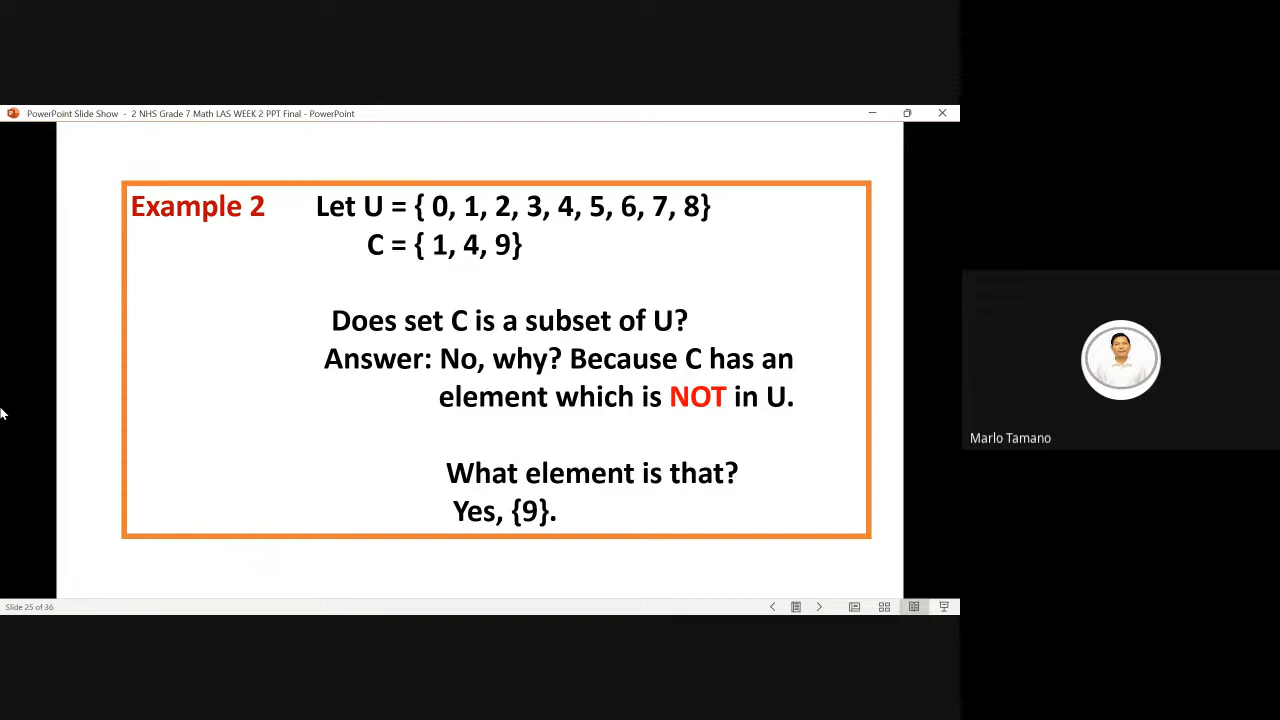 PowerPoint Slide Show - 2 NHS Grade 7 Math LAS WEEK 2 PPT Final - PowerPoint
Example 2 Let U = { 0, 1, 2, 3, 4, 5, 6, 7, 8}
C = { 1, 4, 9}
Does set C is a subset of U?
Answer: No, why? Because C has an
element which is NOT in U.
What element is that?
Yes, {9}.
Marlo Tamano
Slide 25 of 36